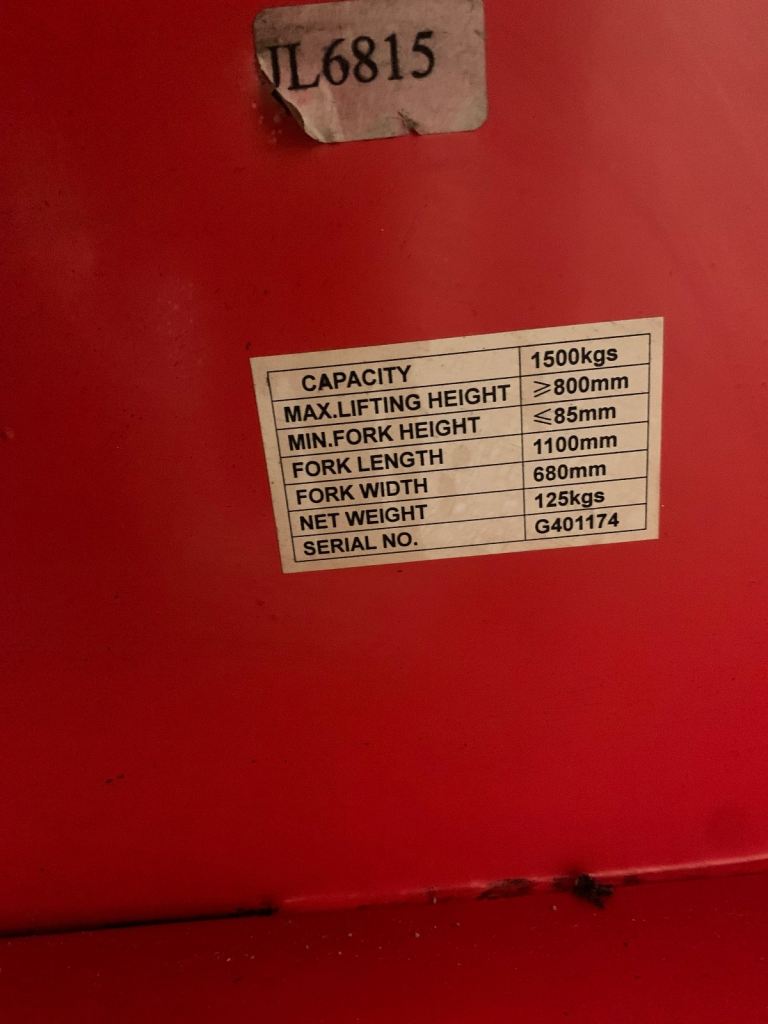 JL6815
CAPACITY 1500kgs
MAX.LIFTING HEIGHT ⩾800mm
MIN.FORK HEIGHT ⩽85mm
FORK LENGTH 1100mm
FORK WIDTH 680mm
NET WEIGHT 125kgs
SERIAL NO. G401174